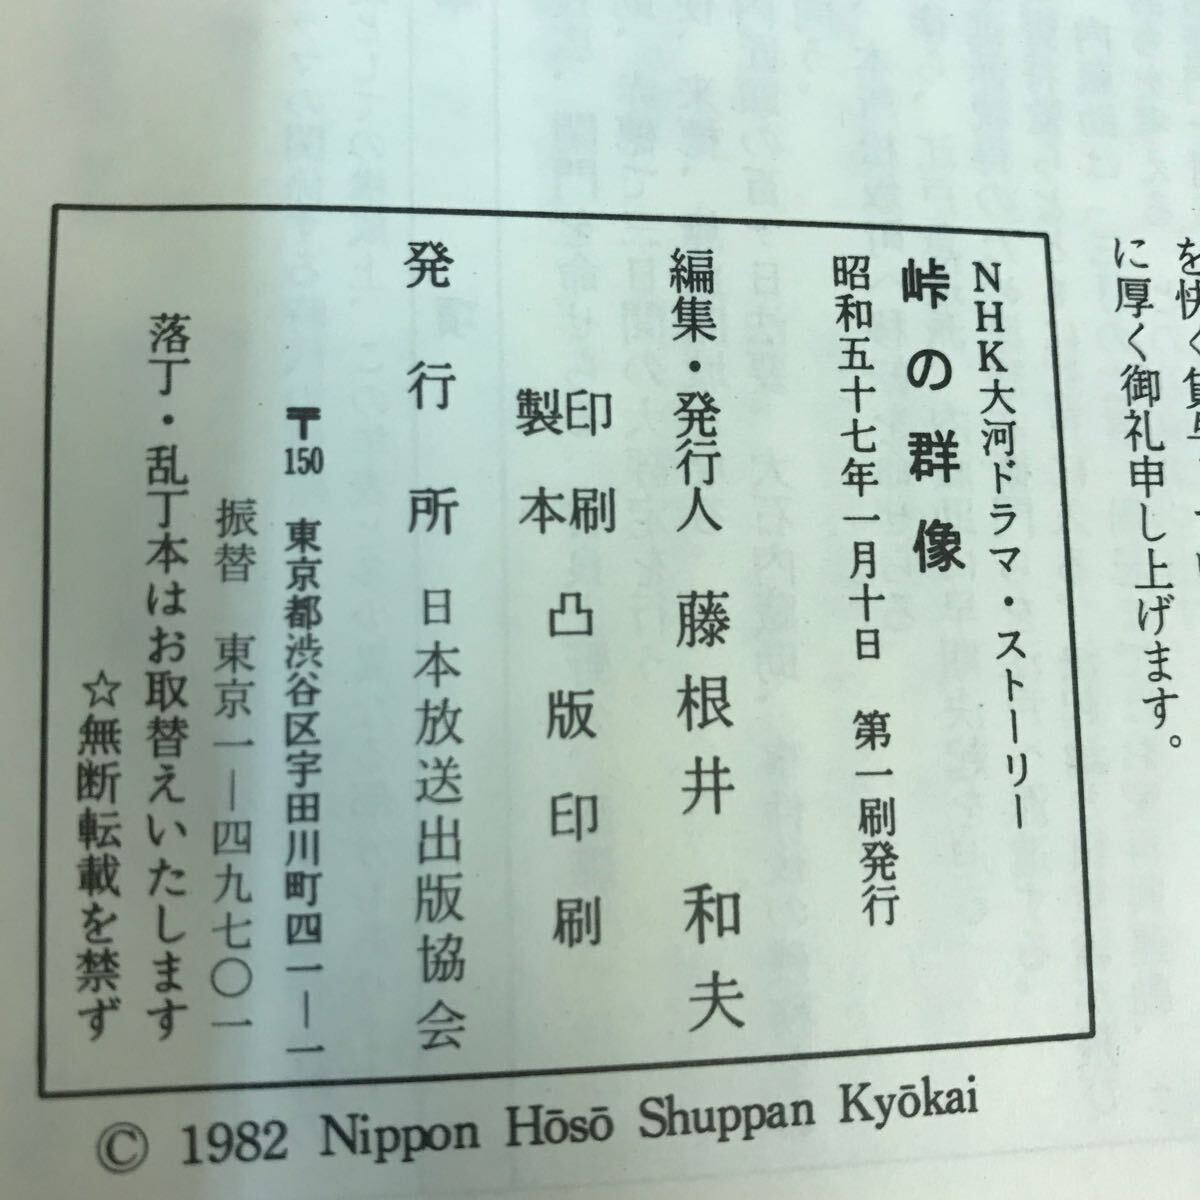 に厚く御礼申し上げます。
NHK大河ドラマ・ストーリー
峠の群像
昭和五十七年一月十日 第一刷発行
編集・発行人 藤根井和夫
印刷
製本 凸版印刷
発行所 日本放送出版協会
〒150 東京都渋谷区宇田川町四一―一
振替 東京一―四九七〇一
落丁・乱丁本はお取替えいたします
☆無断転載を禁ず
© 1982 Nippon Hōsō Shuppan Kyōkai